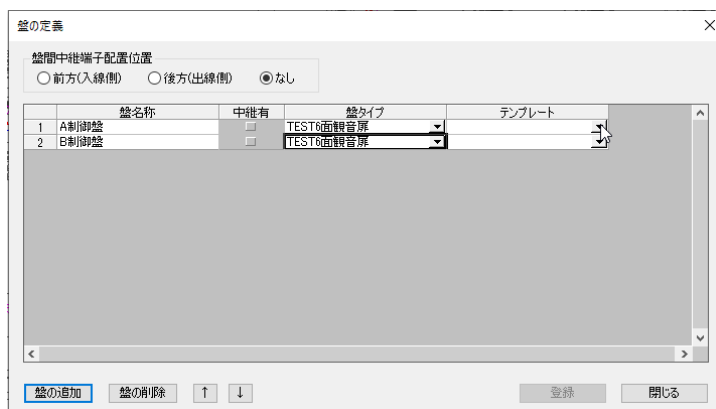 盤の定義
盤間中継端子配置位置
前方(入線側) 後方(出線側) なし
盤名称 中継有 盤タイプ テンプレート
1 A制御盤 TEST6面観音扉
2 B制御盤 TEST6面観音扉
盤の追加 盤の削除 ↑ ↓ 登録 閉じる